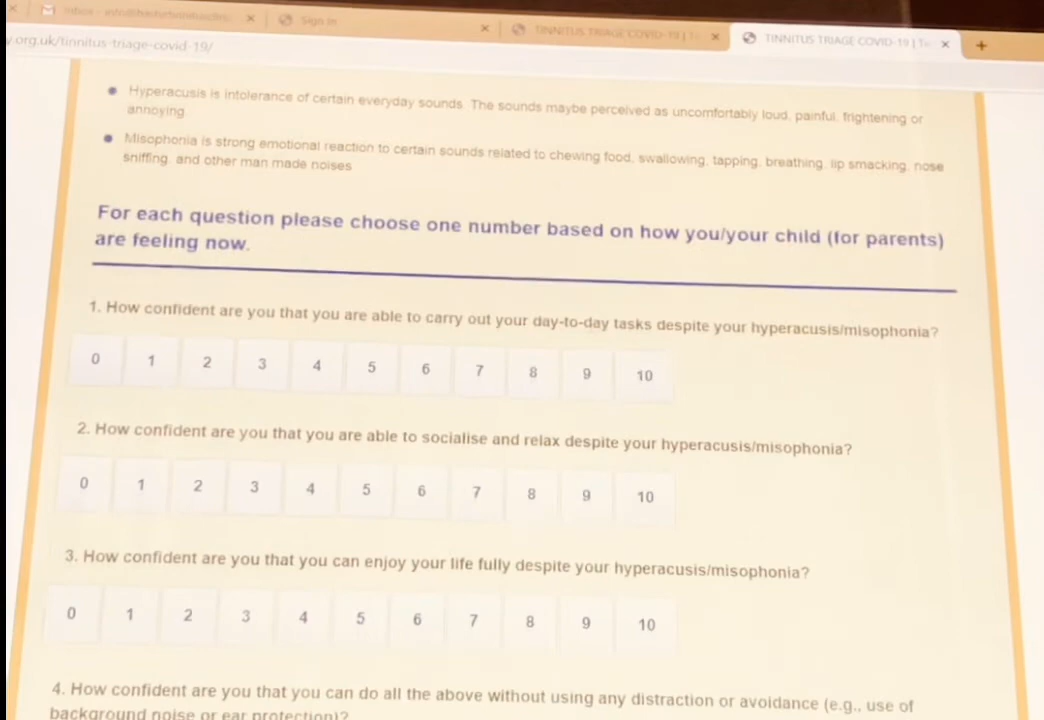 Sign in
TINNITUS TRIAGE COVID-19 | T
TINNITUS TRIAGE COVID-19 | Ti
y.org.uk/tinnitus-triage-covid-19/
Hyperacusis is intolerance of certain everyday sounds. The sounds maybe perceived as uncomfortably loud, painful, frightening or
annoying
Misophonia is strong emotional reaction to certain sounds related to chewing food, swallowing, tapping, breathing, lip smacking, nose
sniffing, and other man made noises
For each question please choose one number based on how you/your child (for parents)
are feeling now.
1. How confident are you that you are able to carry out your day-to-day tasks despite your hyperacusis/misophonia?
0 1 2 3 4 5 6 7 8 9 10
2. How confident are you that you are able to socialise and relax despite your hyperacusis/misophonia?
0 1 2 3 4 5 6 7 8 9 10
3. How confident are you that you can enjoy your life fully despite your hyperacusis/misophonia?
0 1 2 3 4 5 6 7 8 9 10
4. How confident are you that you can do all the above without using any distraction or avoidance (e.g., use of
background noise or ear protection)?